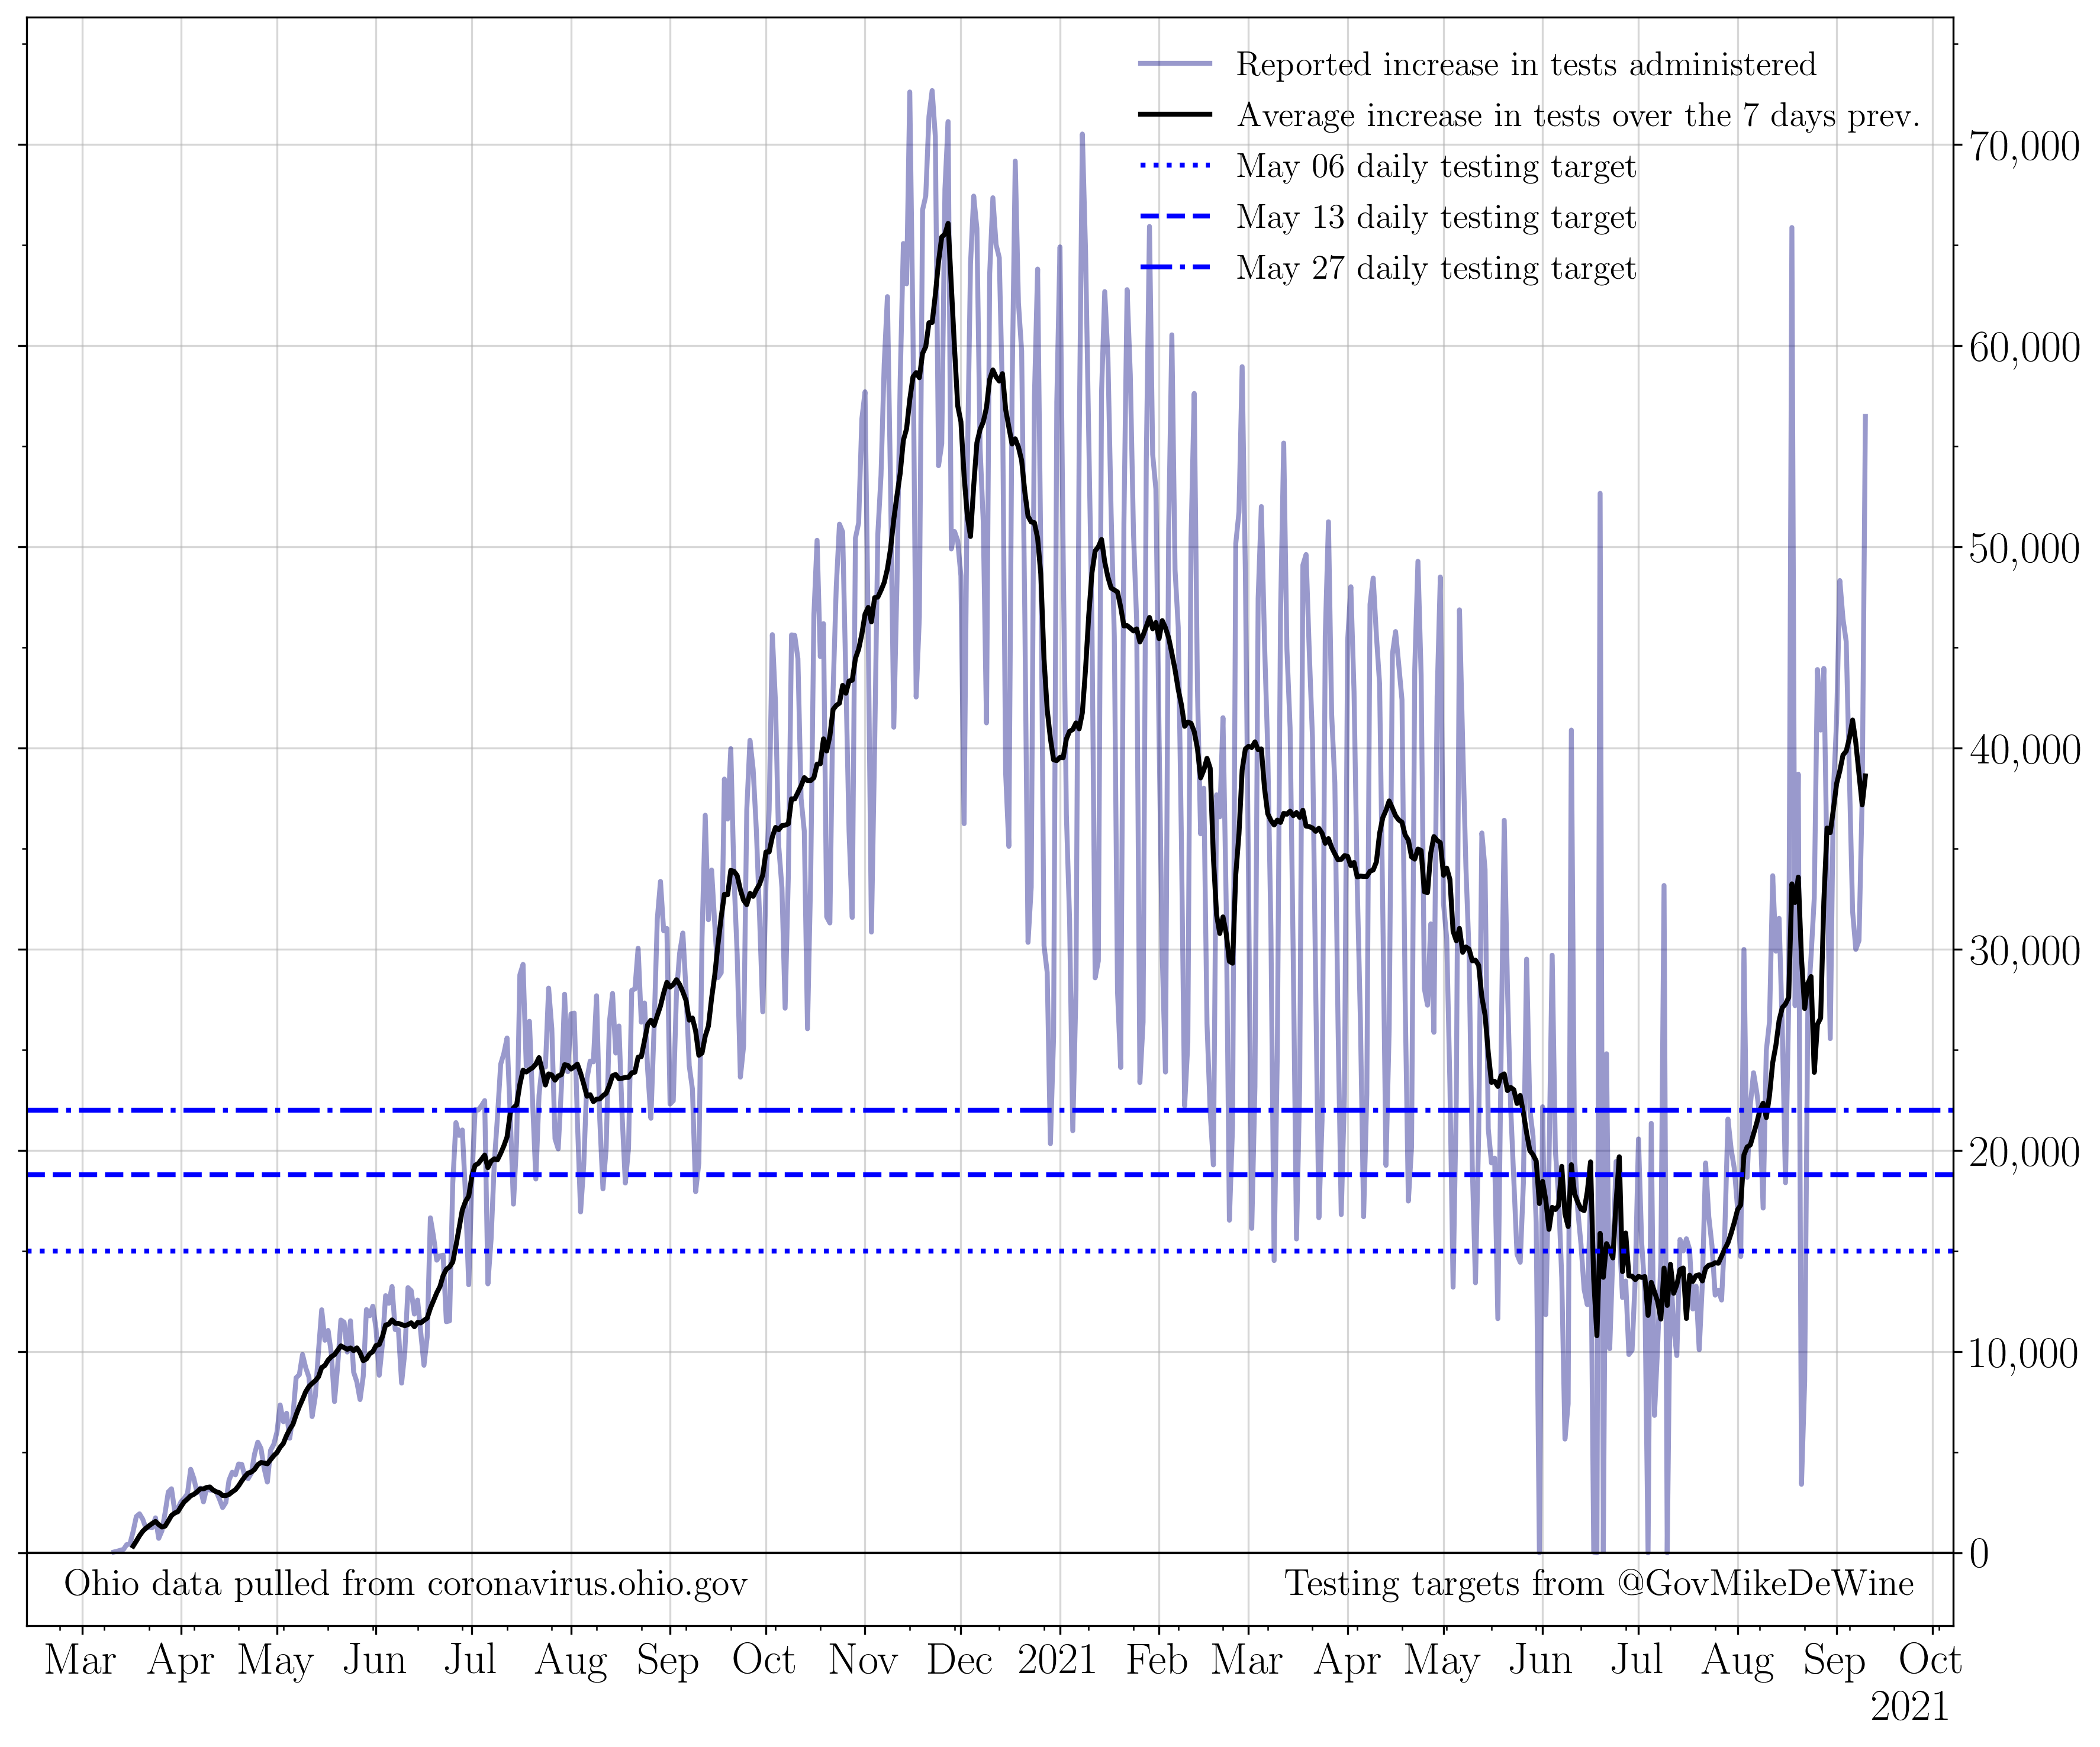 Reported increase in tests administered
Average increase in tests over the 7 days prev.
May 06 daily testing target
May 13 daily testing target
May 27 daily testing target
70,000
60,000
50,000
40,000
30,000
20,000
10,000
0
Ohio data pulled from coronavirus.ohio.gov
Testing targets from @GovMikeDeWine
Mar Apr May Jun Jul Aug Sep Oct Nov Dec 2021 Feb Mar Apr May Jun Jul Aug Sep Oct
2021